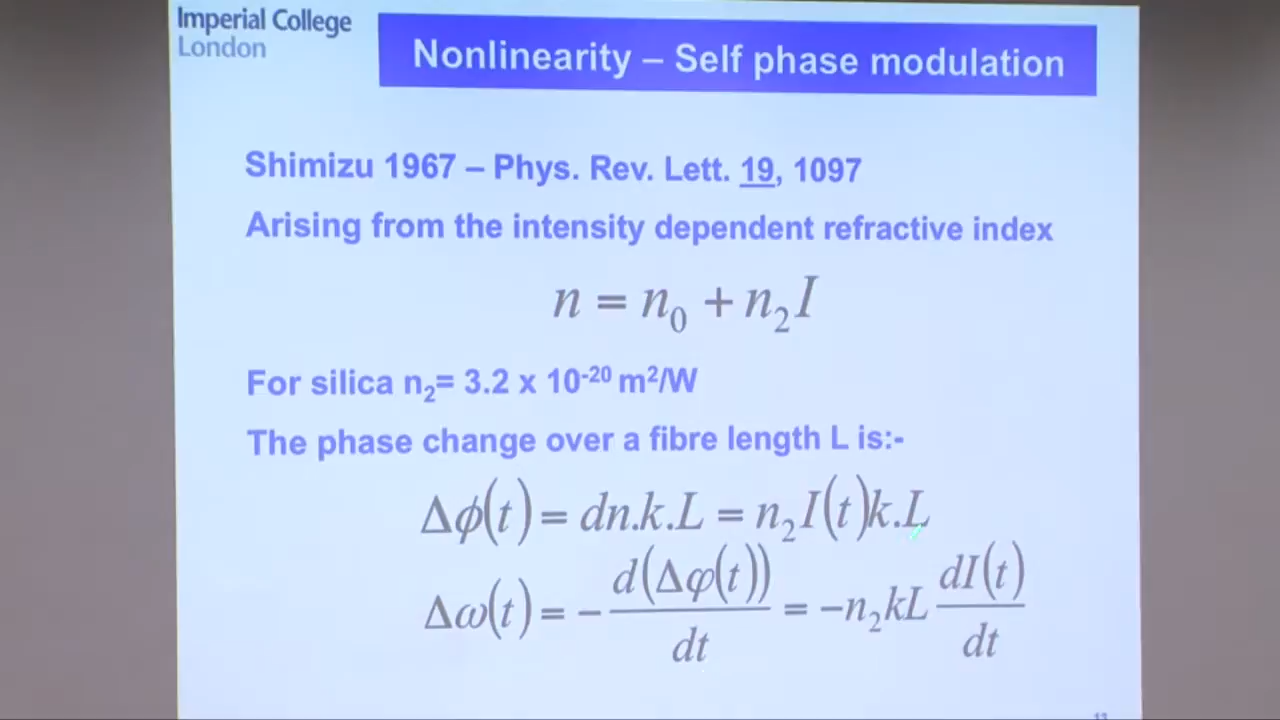 Imperial College
London
Nonlinearity – Self phase modulation
Shimizu 1967 – Phys. Rev. Lett. 19, 1097
Arising from the intensity dependent refractive index
n = n₀ + n₂I
For silica n₂= 3.2 x 10⁻²⁰ m²/W
The phase change over a fibre length L is:-
Δϕ(t) = dn.k.L = n₂I(t)k.L
Δω(t) = − d(Δφ(t))/dt = −n₂kL dI(t)/dt